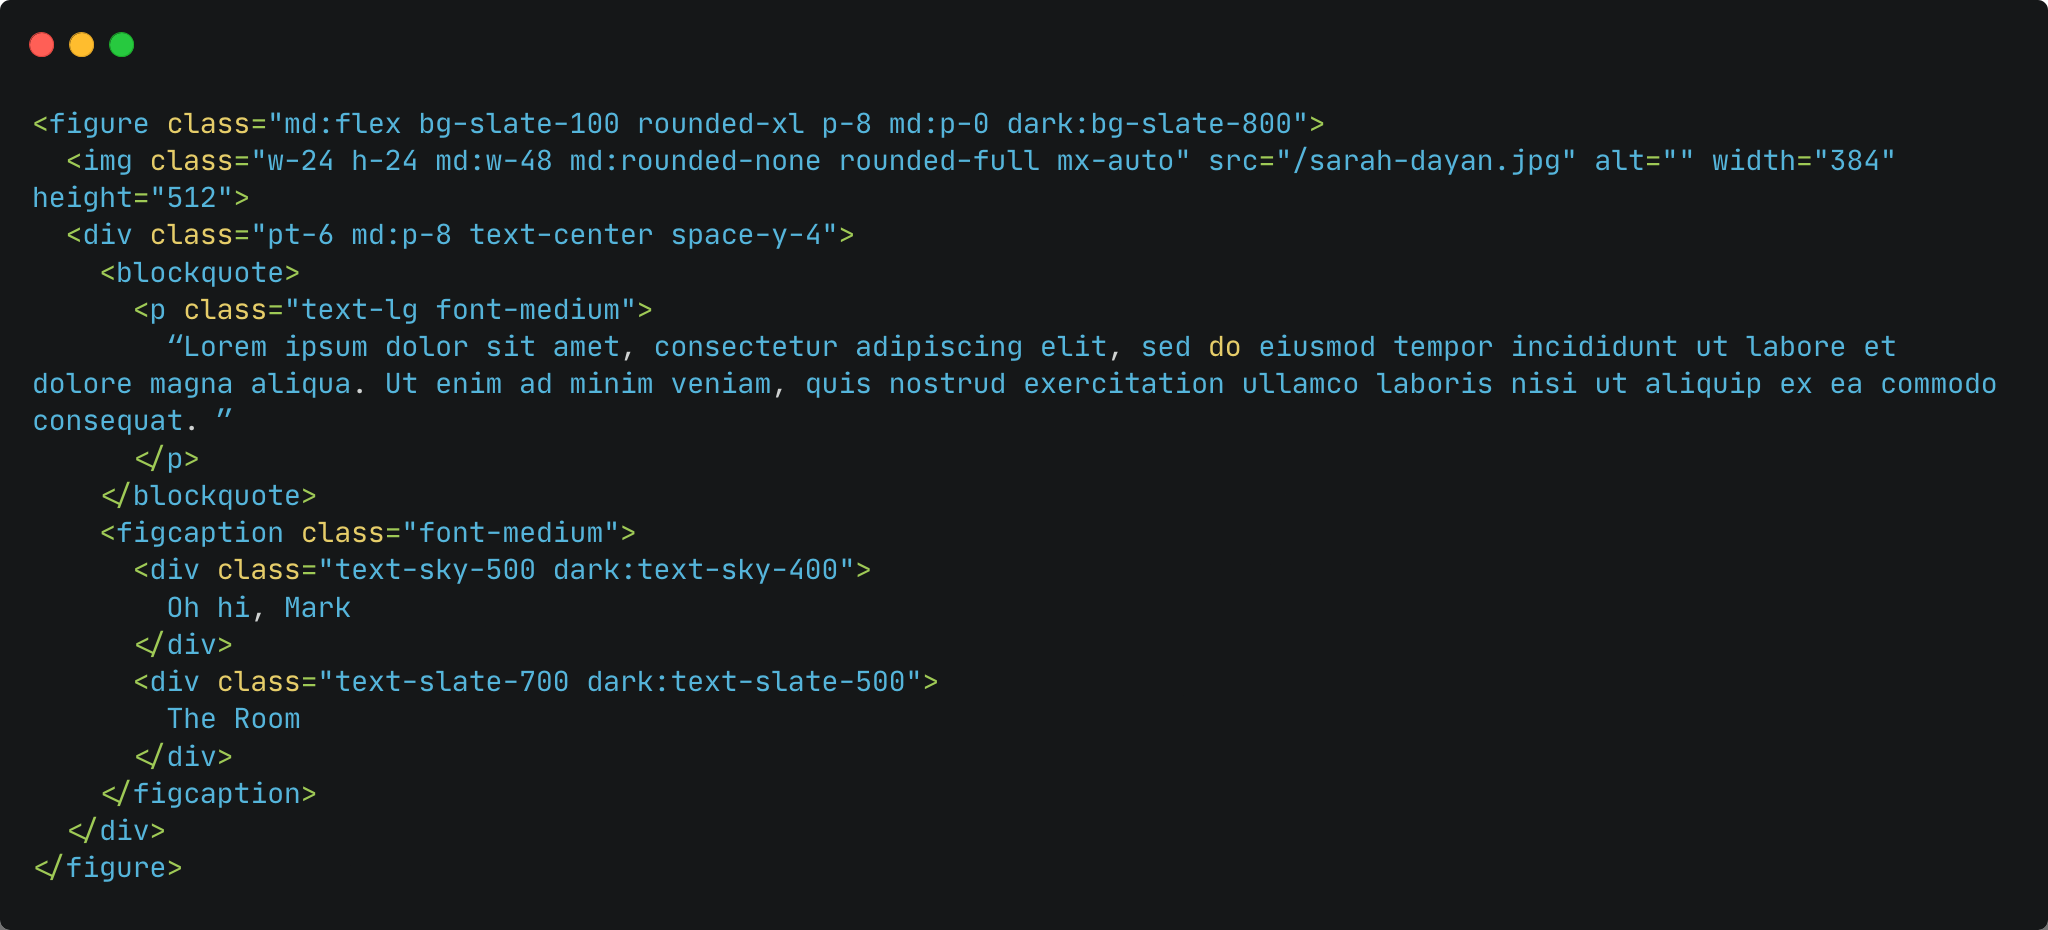 <figure class="md:flex bg-slate-100 rounded-xl p-8 md:p-0 dark:bg-slate-800">
  <img class="w-24 h-24 md:w-48 md:rounded-none rounded-full mx-auto" src="/sarah-dayan.jpg" alt="" width="384"
height="512">
  <div class="pt-6 md:p-8 text-center space-y-4">
    <blockquote>
      <p class="text-lg font-medium">
        “Lorem ipsum dolor sit amet, consectetur adipiscing elit, sed do eiusmod tempor incididunt ut labore et
dolore magna aliqua. Ut enim ad minim veniam, quis nostrud exercitation ullamco laboris nisi ut aliquip ex ea commodo
consequat. ”
      </p>
    </blockquote>
    <figcaption class="font-medium">
      <div class="text-sky-500 dark:text-sky-400">
        Oh hi, Mark
      </div>
      <div class="text-slate-700 dark:text-slate-500">
        The Room
      </div>
    </figcaption>
  </div>
</figure>